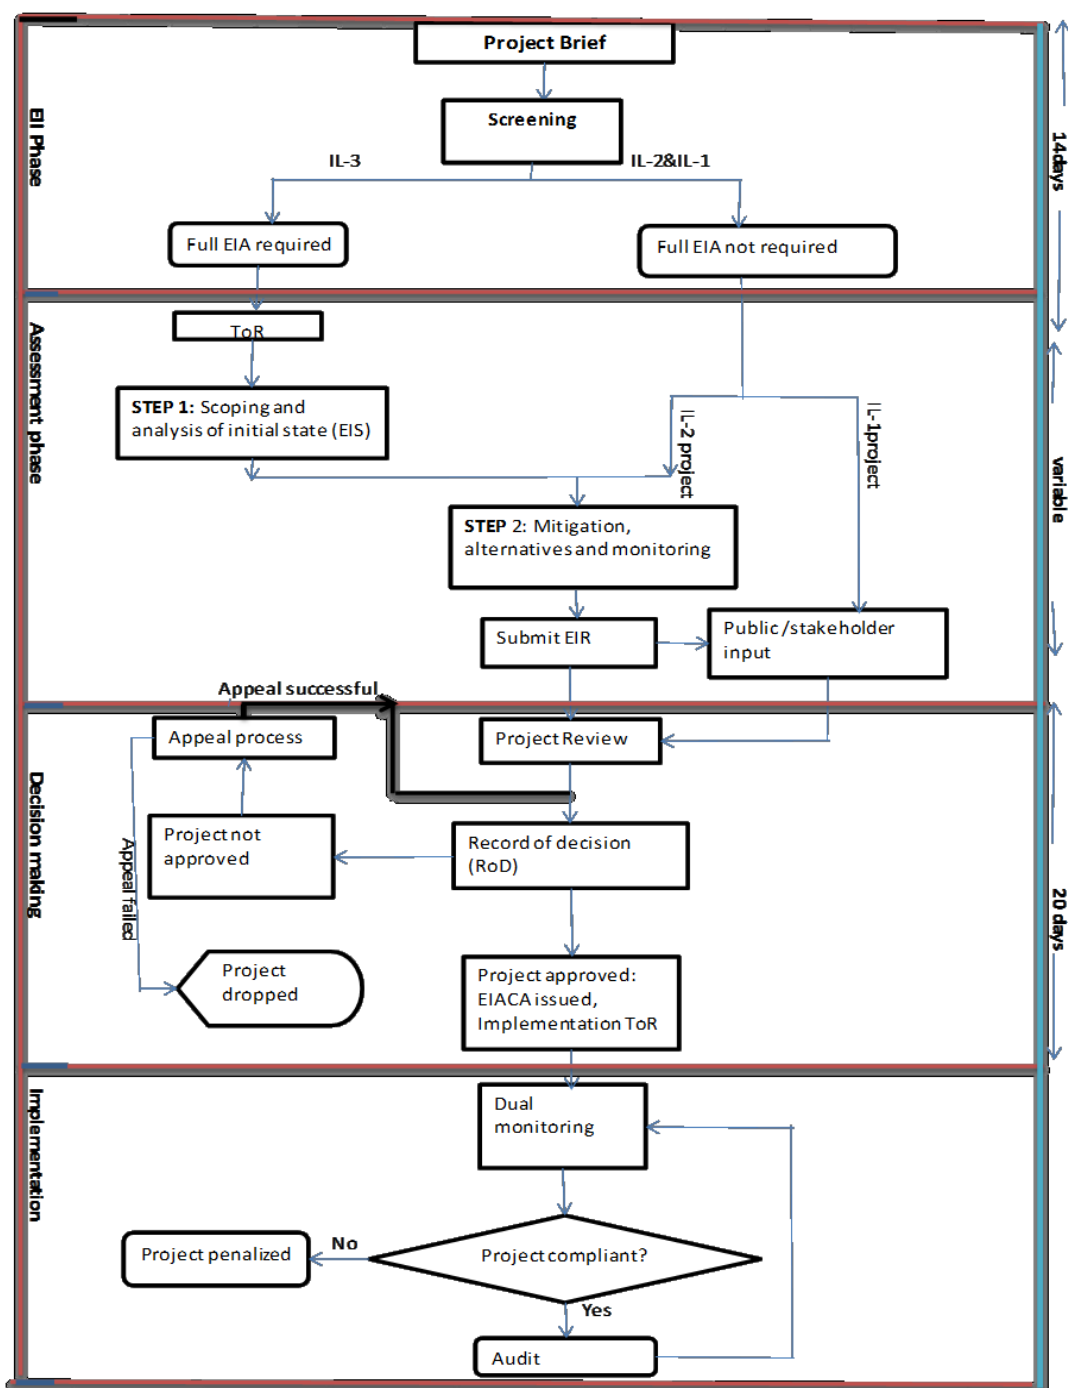 Project Brief
Screening
IL-3
IL-2&IL-1
Full EIA required
Full EIA not required
EII Phase
14days
ToR
STEP 1: Scoping and
analysis of initial state (EIS)
IL-2 project
IL-1project
Assessment phase
variable
STEP 2: Mitigation,
alternatives and monitoring
Submit EIR
Public /stakeholder
input
Appeal successful
Appeal process
Project Review
Project not
approved
Record of decision
(RoD)
Appeal failed
Decision making
20 days
Project
dropped
Project approved:
EIACA issued,
Implementation ToR
Implementation
Dual
monitoring
Project compliant?
No
Project penalized
Yes
Audit